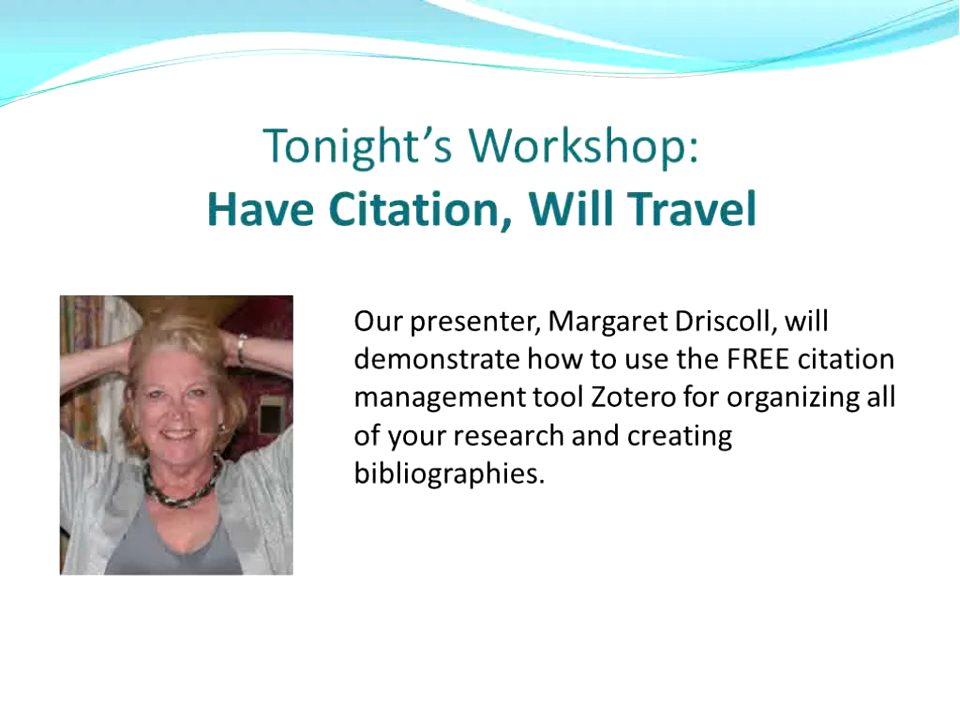 Tonight’s Workshop:
Have Citation, Will Travel
Our presenter, Margaret Driscoll, will
demonstrate how to use the FREE citation
management tool Zotero for organizing all
of your research and creating
bibliographies.